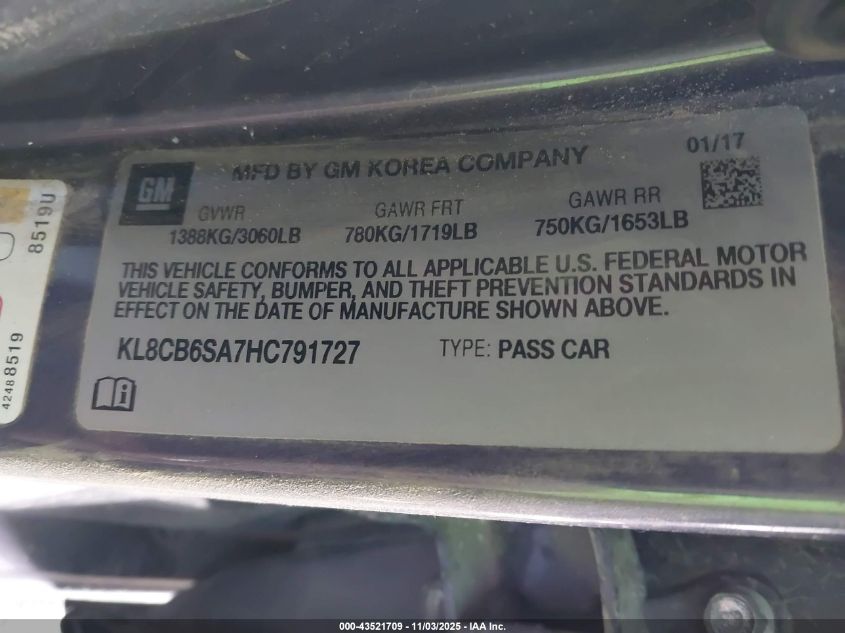 MFD BY GM KOREA COMPANY
01/17
GM
GVWR
GAWR FRT
GAWR RR
1388KG/3060LB
780KG/1719LB
750KG/1653LB
THIS VEHICLE CONFORMS TO ALL APPLICABLE U.S. FEDERAL MOTOR
VEHICLE SAFETY, BUMPER, AND THEFT PREVENTION STANDARDS IN
EFFECT ON THE DATE OF MANUFACTURE SHOWN ABOVE.
KL8CB6SA7HC791727
TYPE: PASS CAR
8519U
42488519
000-43521709 - 11/03/2025 - IAA Inc.